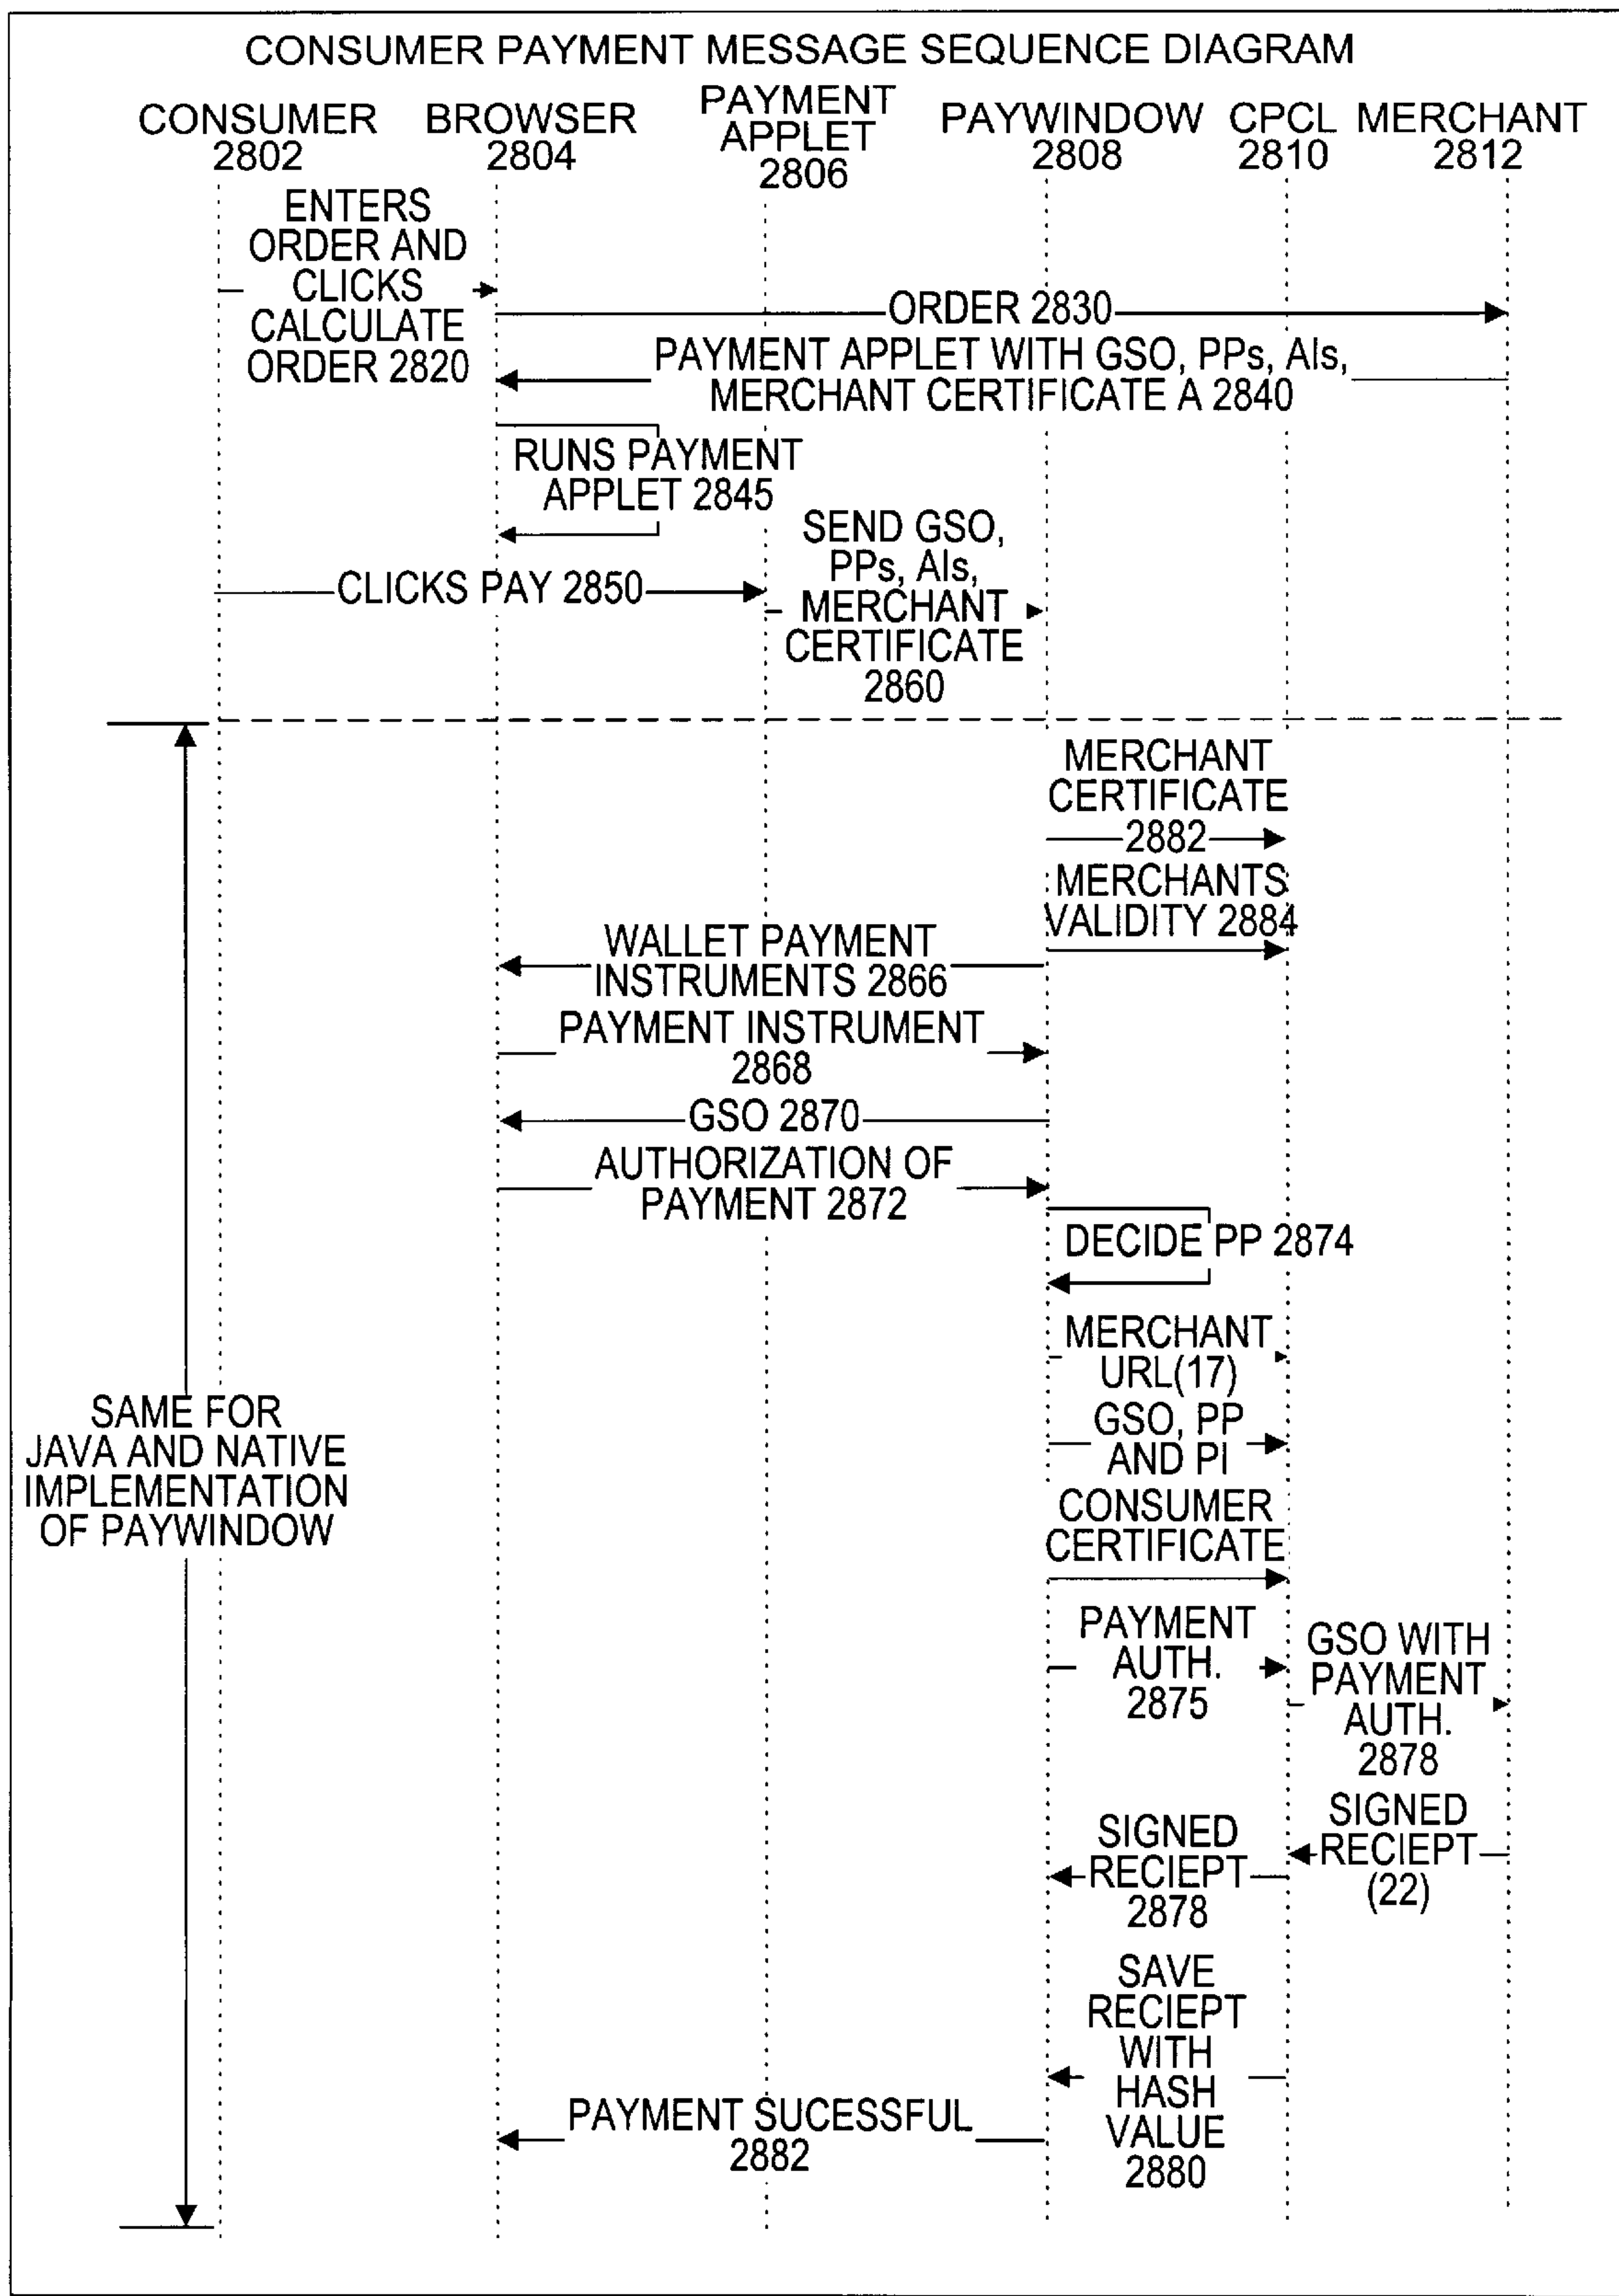 CONSUMER PAYMENT MESSAGE SEQUENCE DIAGRAM
CONSUMER
2802
BROWSER
2804
PAYMENT
APPLET
2806
PAYWINDOW
2808
CPCL
2810
MERCHANT
2812
ENTERS
ORDER AND
CLICKS
CALCULATE
ORDER 2820
ORDER 2830
PAYMENT APPLET WITH GSO, PPs, AIs,
MERCHANT CERTIFICATE A 2840
RUNS PAYMENT
APPLET 2845
CLICKS PAY 2850
SEND GSO,
PPs, AIs,
MERCHANT
CERTIFICATE
2860
MERCHANT
CERTIFICATE
2882
MERCHANTS
VALIDITY 2884
WALLET PAYMENT
INSTRUMENTS 2866
PAYMENT INSTRUMENT
2868
GSO 2870
AUTHORIZATION OF
PAYMENT 2872
DECIDE PP 2874
MERCHANT
URL(17)
GSO, PP
AND PI
SAME FOR
JAVA AND NATIVE
IMPLEMENTATION
OF PAYWINDOW
CONSUMER
CERTIFICATE
PAYMENT
AUTH.
2875
GSO WITH
PAYMENT
AUTH.
2878
SIGNED
RECIEPT
(22)
SIGNED
RECIEPT
2878
SAVE
RECIEPT
WITH
HASH
VALUE
2880
PAYMENT SUCESSFUL
2882